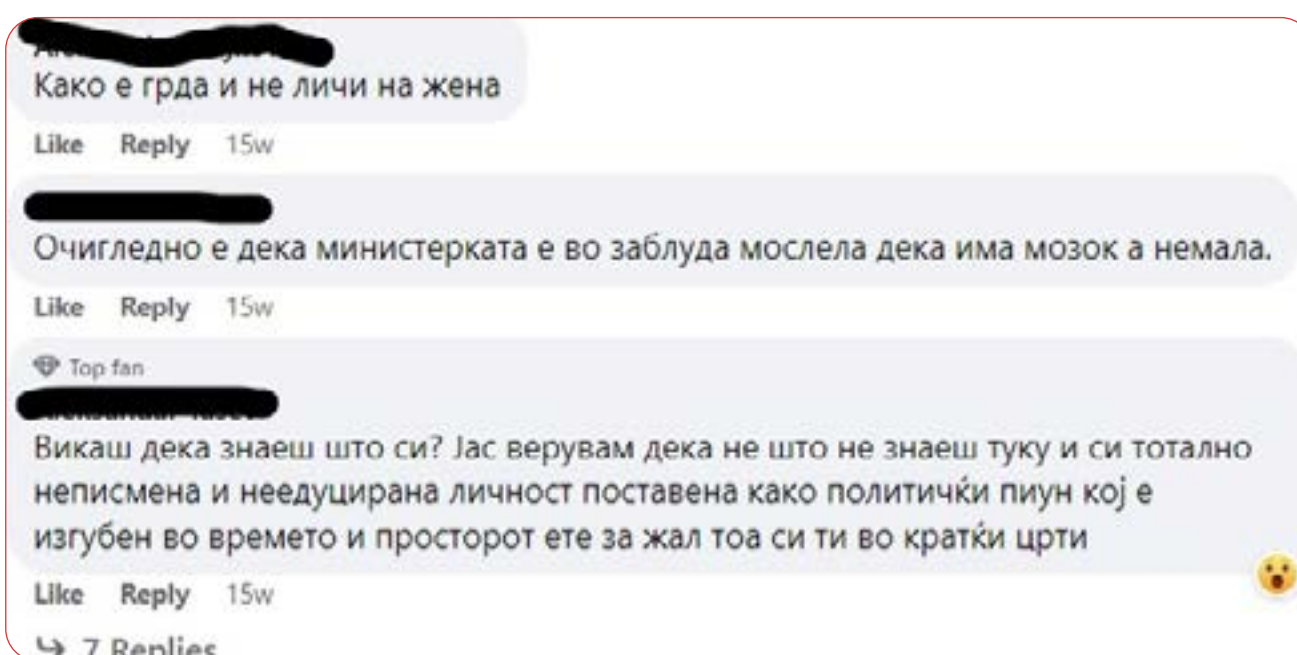 Како е грда и не личи на жена
Like Reply 15w
Очигледно е дека министерката е во заблуда мослела дека има мозок а немала.
Like Reply 15w
Top fan
Викаш дека знаеш што си? Јас верувам дека не што не знаеш туку и си тотално
неписмена и неедуцирана личност поставена како политички пиун кој е
изгубен во времето и просторот ете за жал тоа си ти во кратки црти
Like Reply 15w
7 Replies